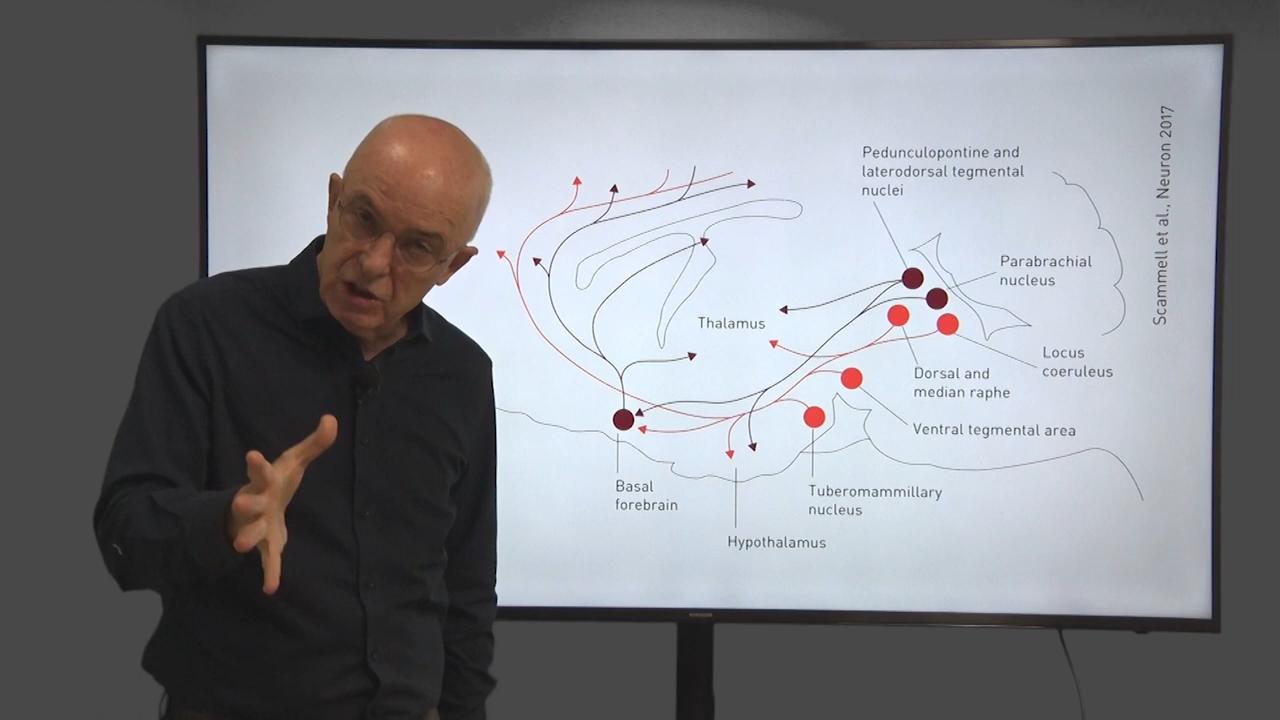 Pedunculopontine and
laterodorsal tegmental
nuclei
Parabrachial
nucleus
Thalamus
Locus
coeruleus
Dorsal and
median raphe
Ventral tegmental area
Basal
forebrain
Tuberomammillary
nucleus
Hypothalamus
Scammell et al., Neuron 2017